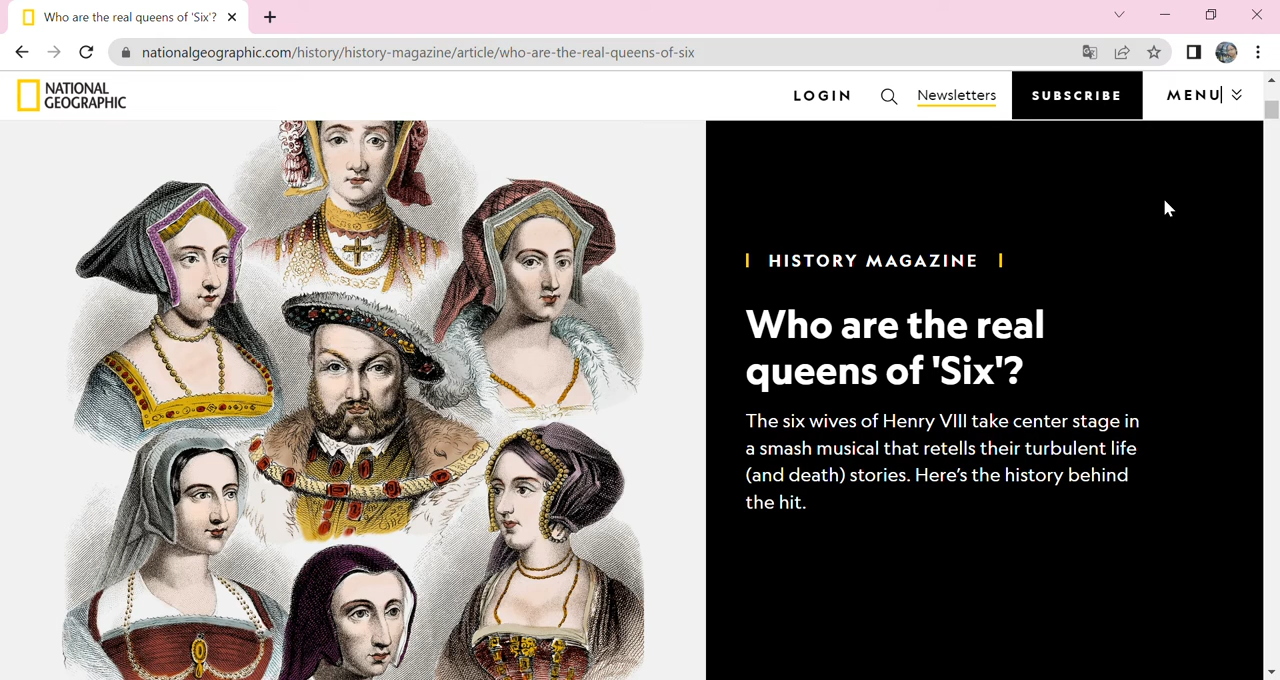 Who are the real queens of 'Six'?
nationalgeographic.com/history/history-magazine/article/who-are-the-real-queens-of-six
NATIONAL
GEOGRAPHIC
LOGIN
Newsletters
SUBSCRIBE
MENU
HISTORY MAGAZINE
Who are the real
queens of 'Six'?
The six wives of Henry VIII take center stage in
a smash musical that retells their turbulent life
(and death) stories. Here’s the history behind
the hit.